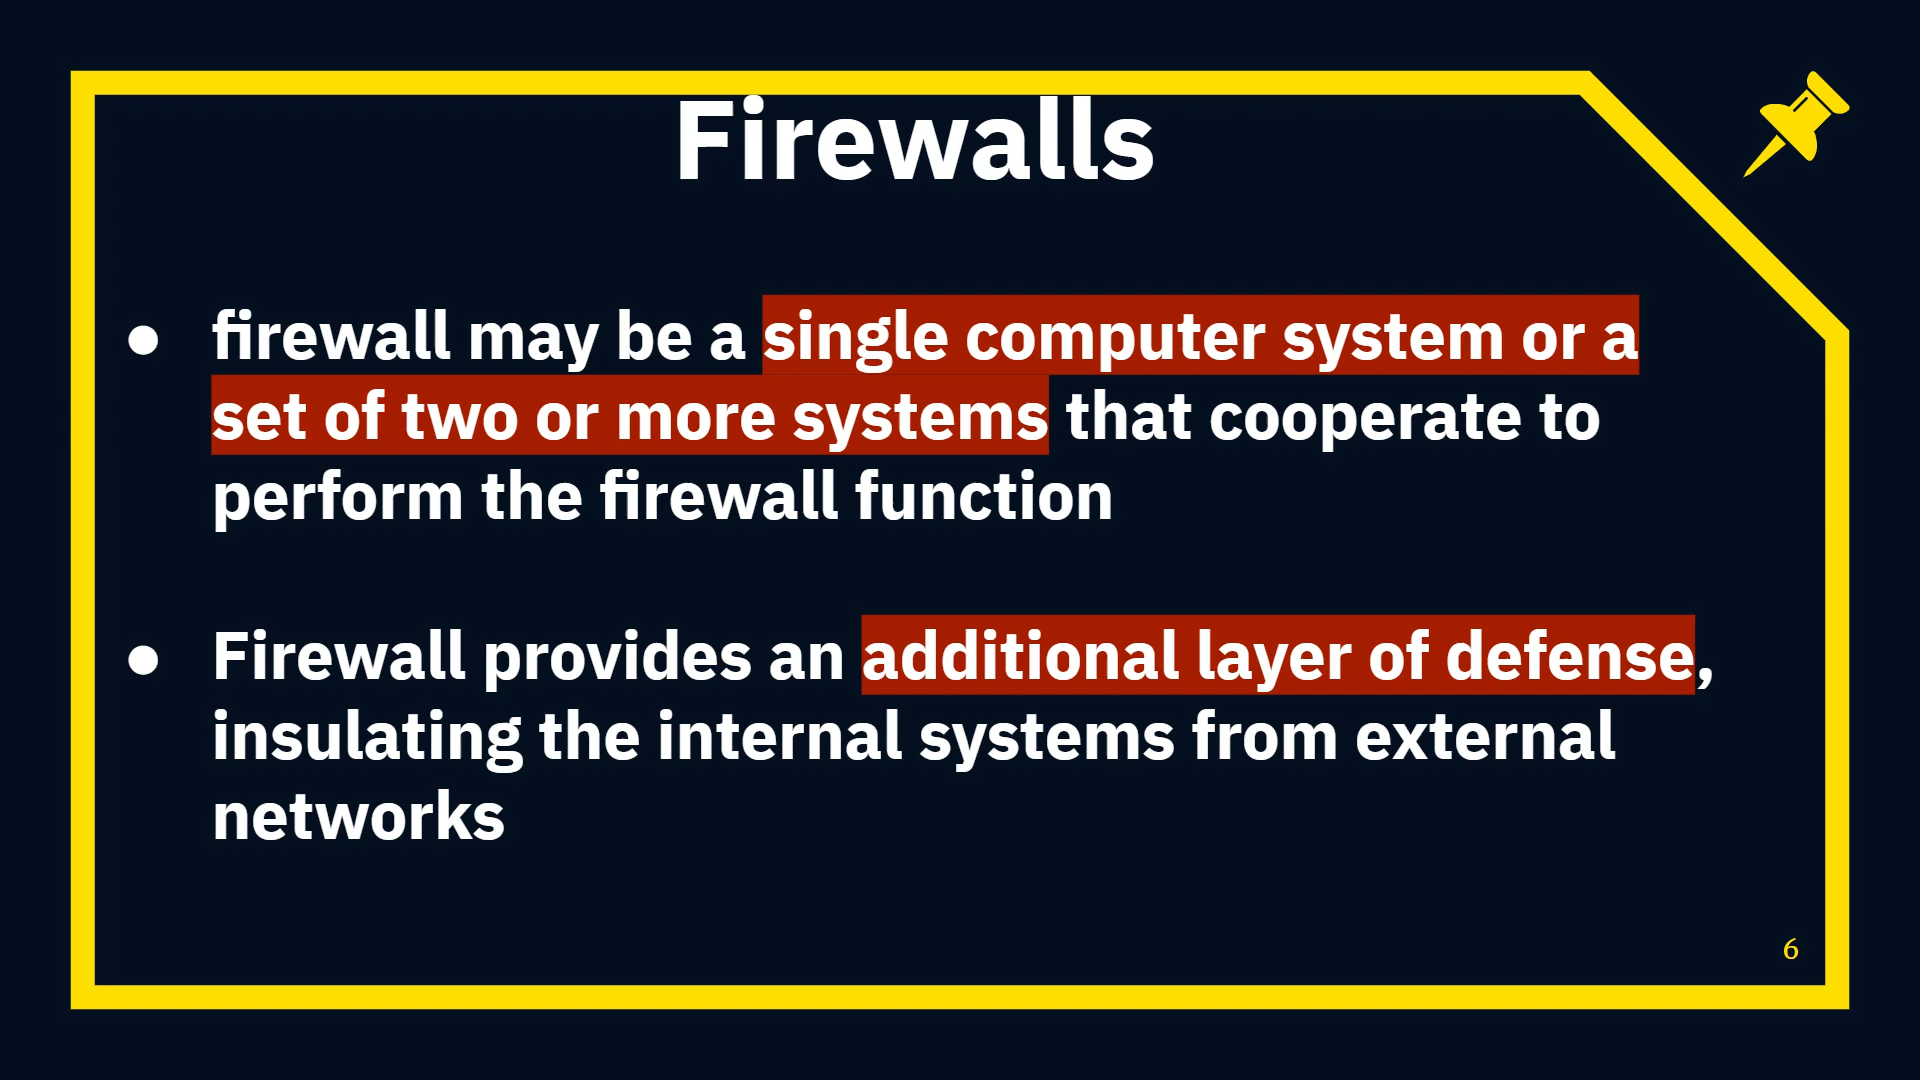 Firewalls
● firewall may be a single computer system or a
set of two or more systems that cooperate to
perform the firewall function
● Firewall provides an additional layer of defense,
insulating the internal systems from external
networks
6